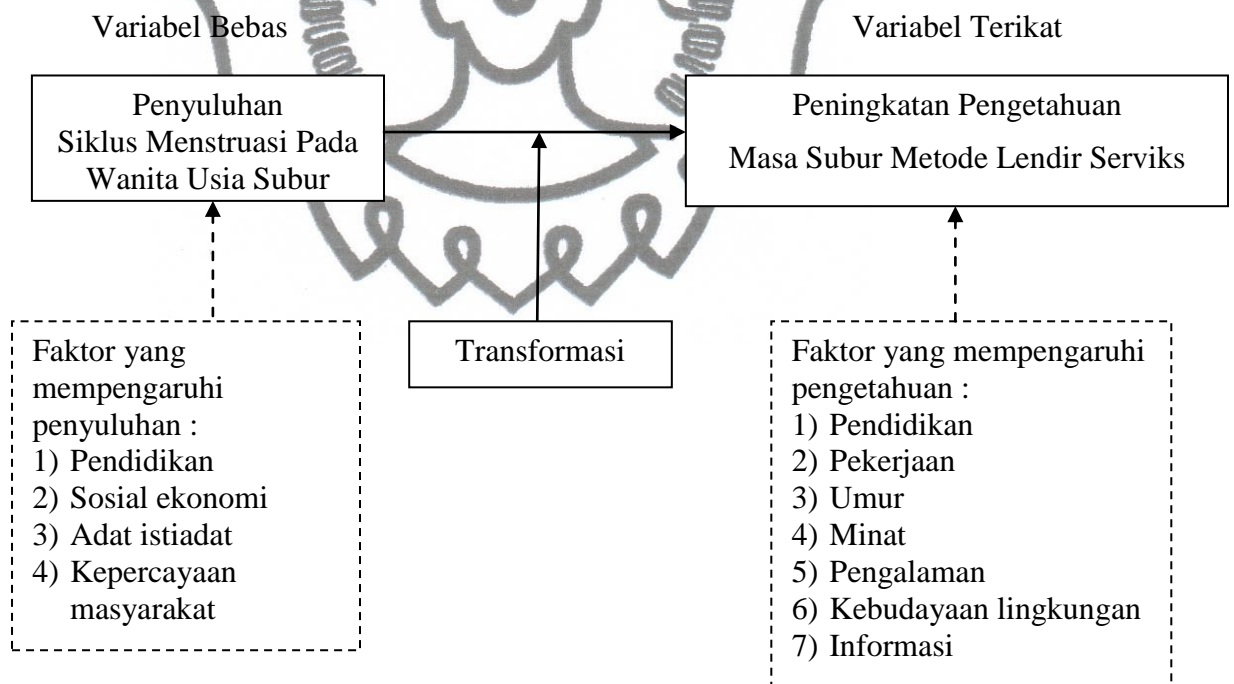 Variabel Bebas
Variabel Terikat
Penyuluhan
Siklus Menstruasi Pada
Wanita Usia Subur
Peningkatan Pengetahuan
Masa Subur Metode Lendir Serviks
Transformasi
Faktor yang
mempengaruhi
penyuluhan :
1) Pendidikan
2) Sosial ekonomi
3) Adat istiadat
4) Kepercayaan
masyarakat
Faktor yang mempengaruhi
pengetahuan :
1) Pendidikan
2) Pekerjaan
3) Umur
4) Minat
5) Pengalaman
6) Kebudayaan lingkungan
7) Informasi